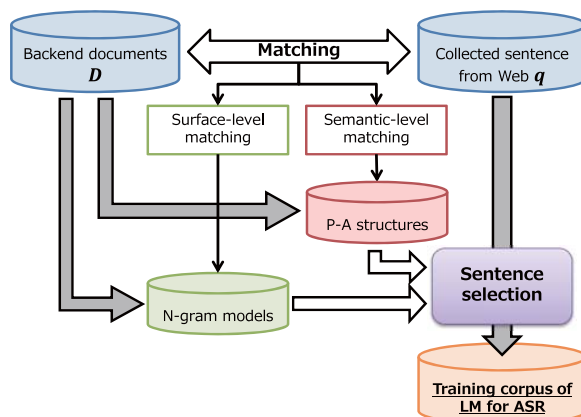 Backend documents
D
Matching
Collected sentence
from Web q
Surface-level
matching
Semantic-level
matching
P-A structures
N-gram models
Sentence
selection
Training corpus of
LM for ASR